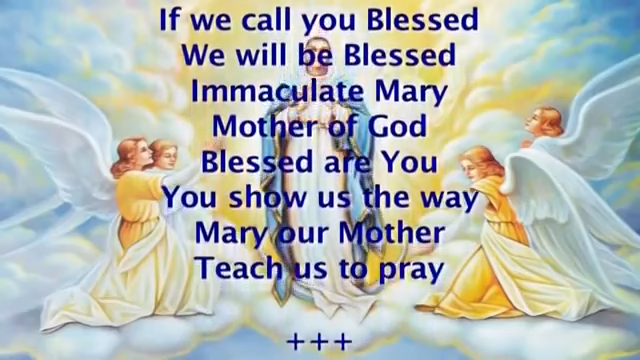 If we call you Blessed
We will be Blessed
Immaculate Mary
Mother of God
Blessed are You
You show us the way
Mary our Mother
Teach us to pray
+++